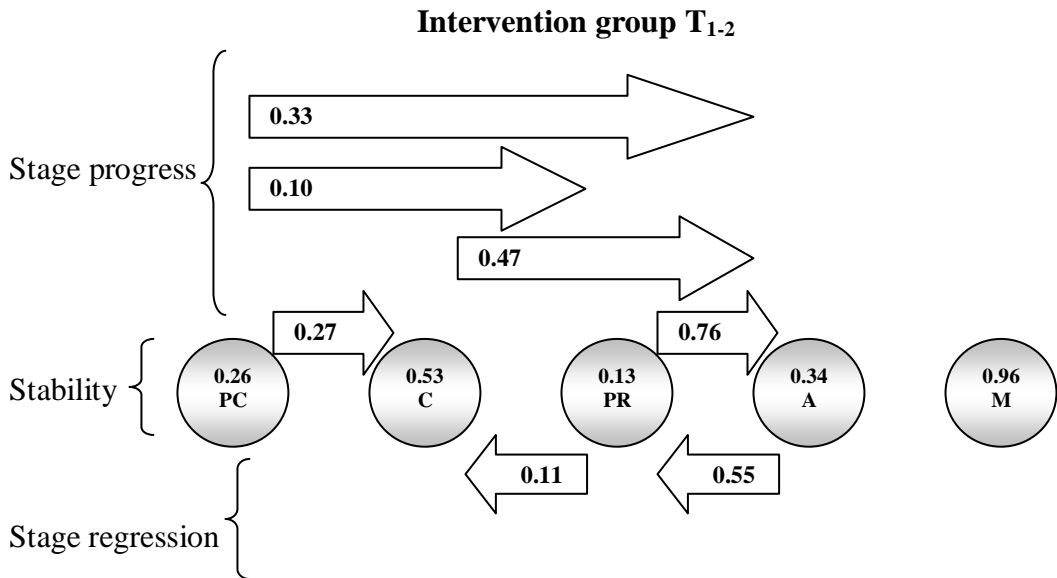 Intervention group T1-2
0.33
Stage progress
0.10
0.47
0.27
0.76
Stability
0.26
PC
0.53
C
0.13
PR
0.34
A
0.96
M
0.11
0.55
Stage regression